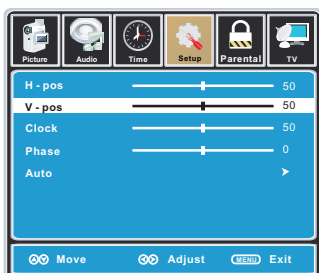 Picture Audio Time Setup Parental TV
H - pos 50
V - pos 50
Clock 50
Phase 0
Auto
Move Adjust MENU Exit